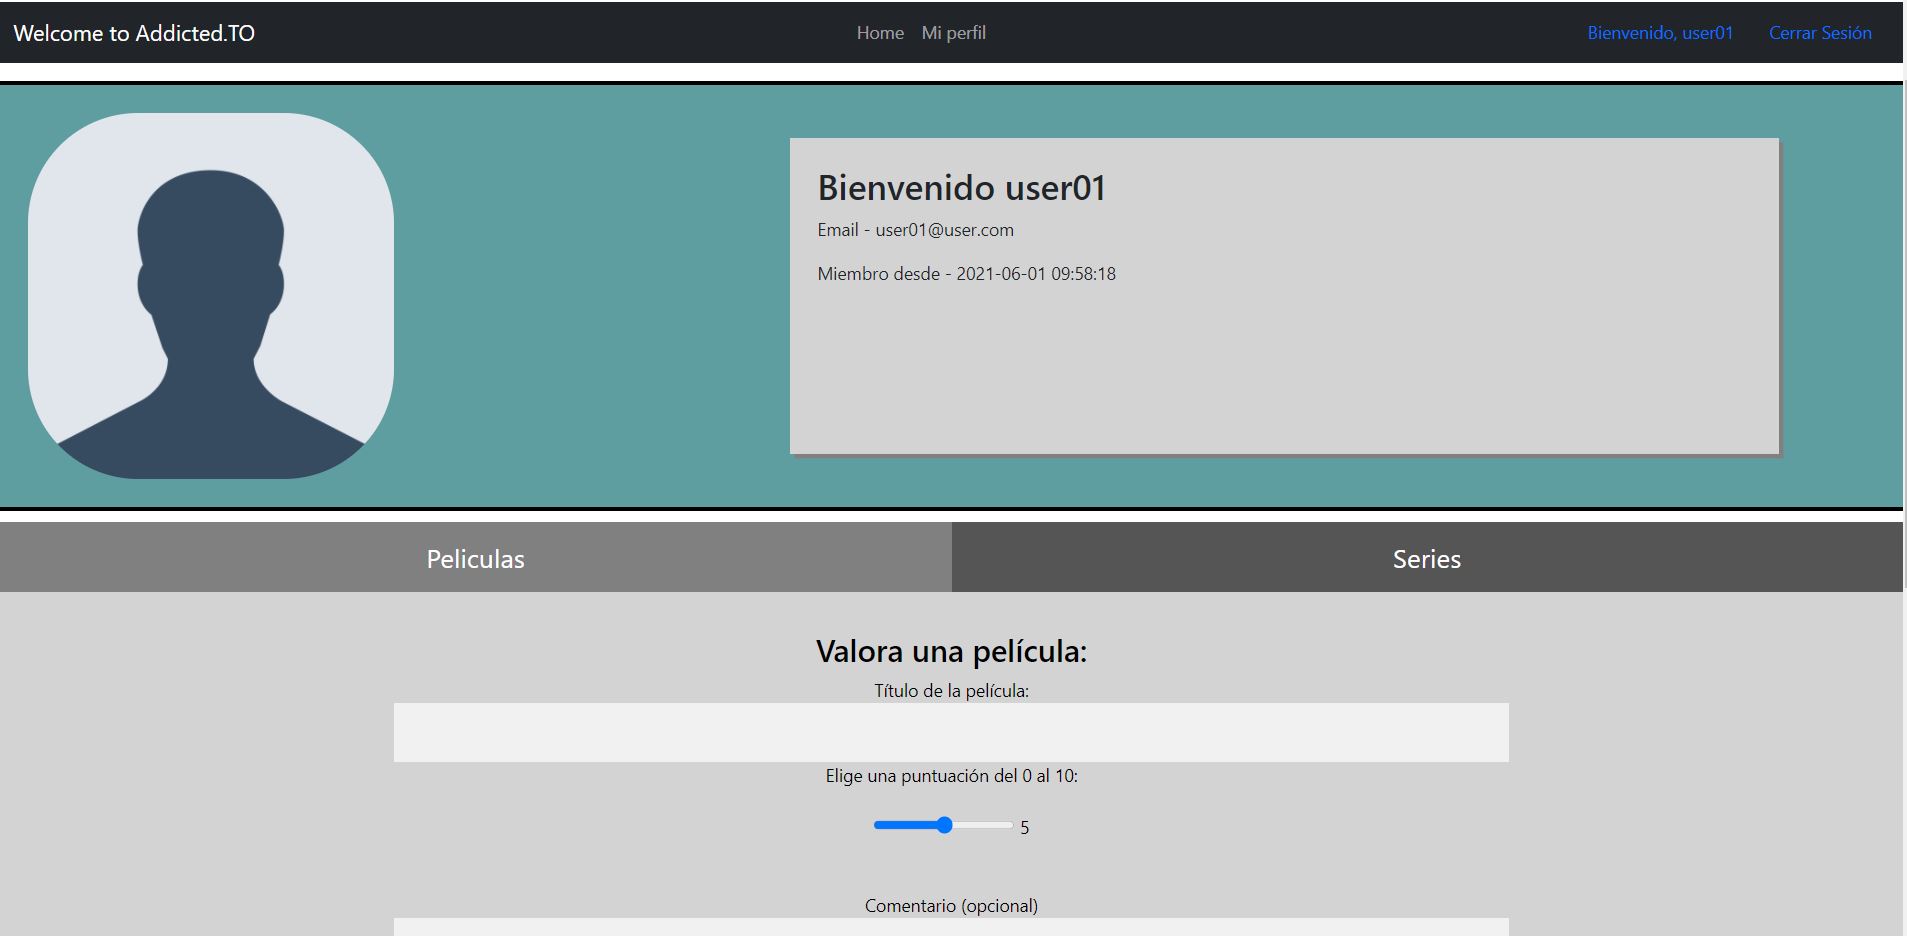 Welcome to Addicted.TO
Home Mi perfil
Bienvenido, user01 Cerrar Sesión
Bienvenido user01
Email - user01@user.com
Miembro desde - 2021-06-01 09:58:18
Peliculas
Series
Valora una película:
Título de la película:
Elige una puntuación del 0 al 10:
5
Comentario (opcional)